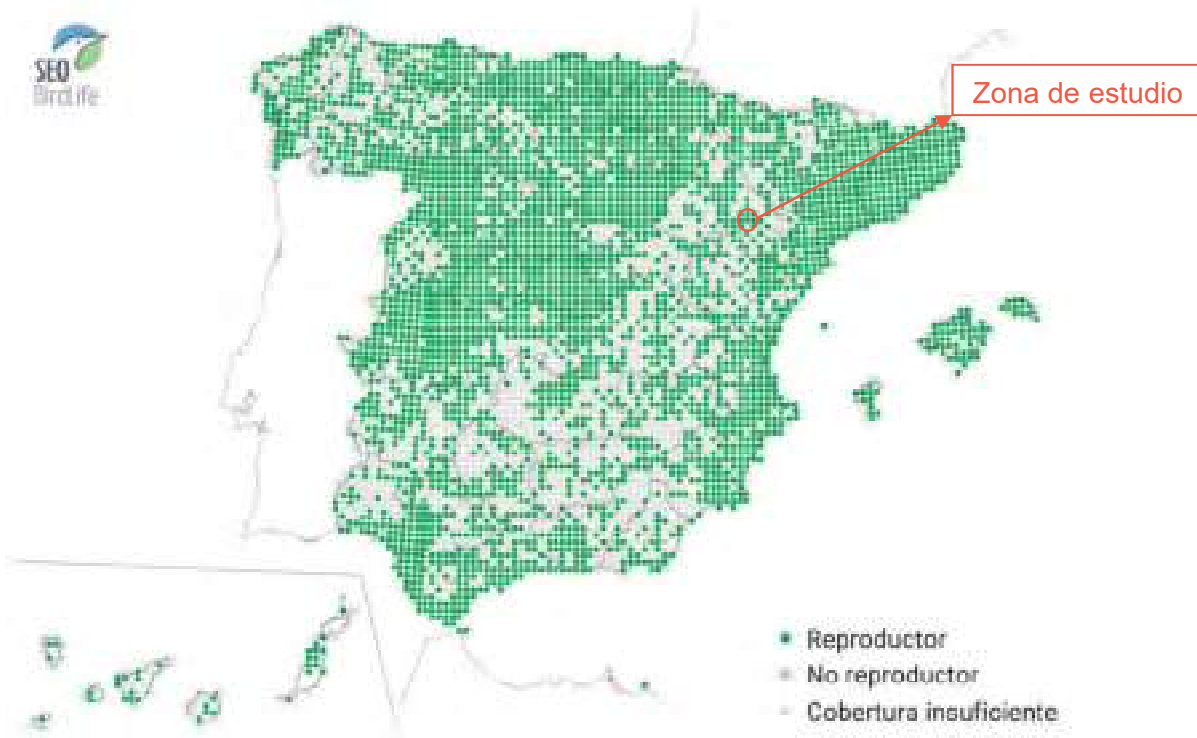 SEO
BirdLife
Zona de estudio
Reproductor
No reproductor
Cobertura insuficiente